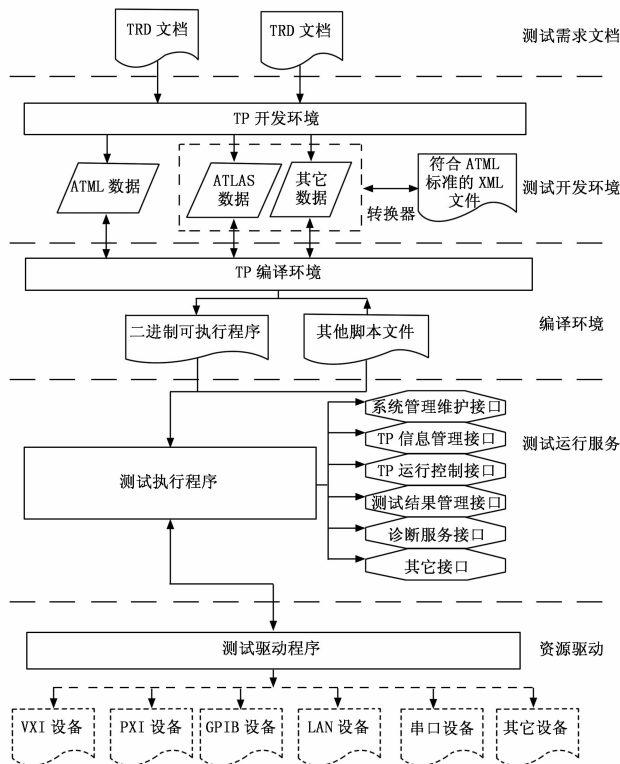 TRD 文档
TRD 文档
测试需求文档
TP 开发环境
ATML 数据
ATLAS
数据
其它
数据
转换器
符合 ATML
标准的 XML
文件
测试开发环境
TP 编译环境
二进制可执行程序
其他脚本文件
编译环境
系统管理维护接口
TP 信息管理接口
TP 运行控制接口
测试结果管理接口
诊断服务接口
其它接口
测试运行服务
测试执行程序
测试驱动程序
资源驱动
VXI 设备
PXI 设备
GPIB 设备
LAN 设备
串口设备
其它设备